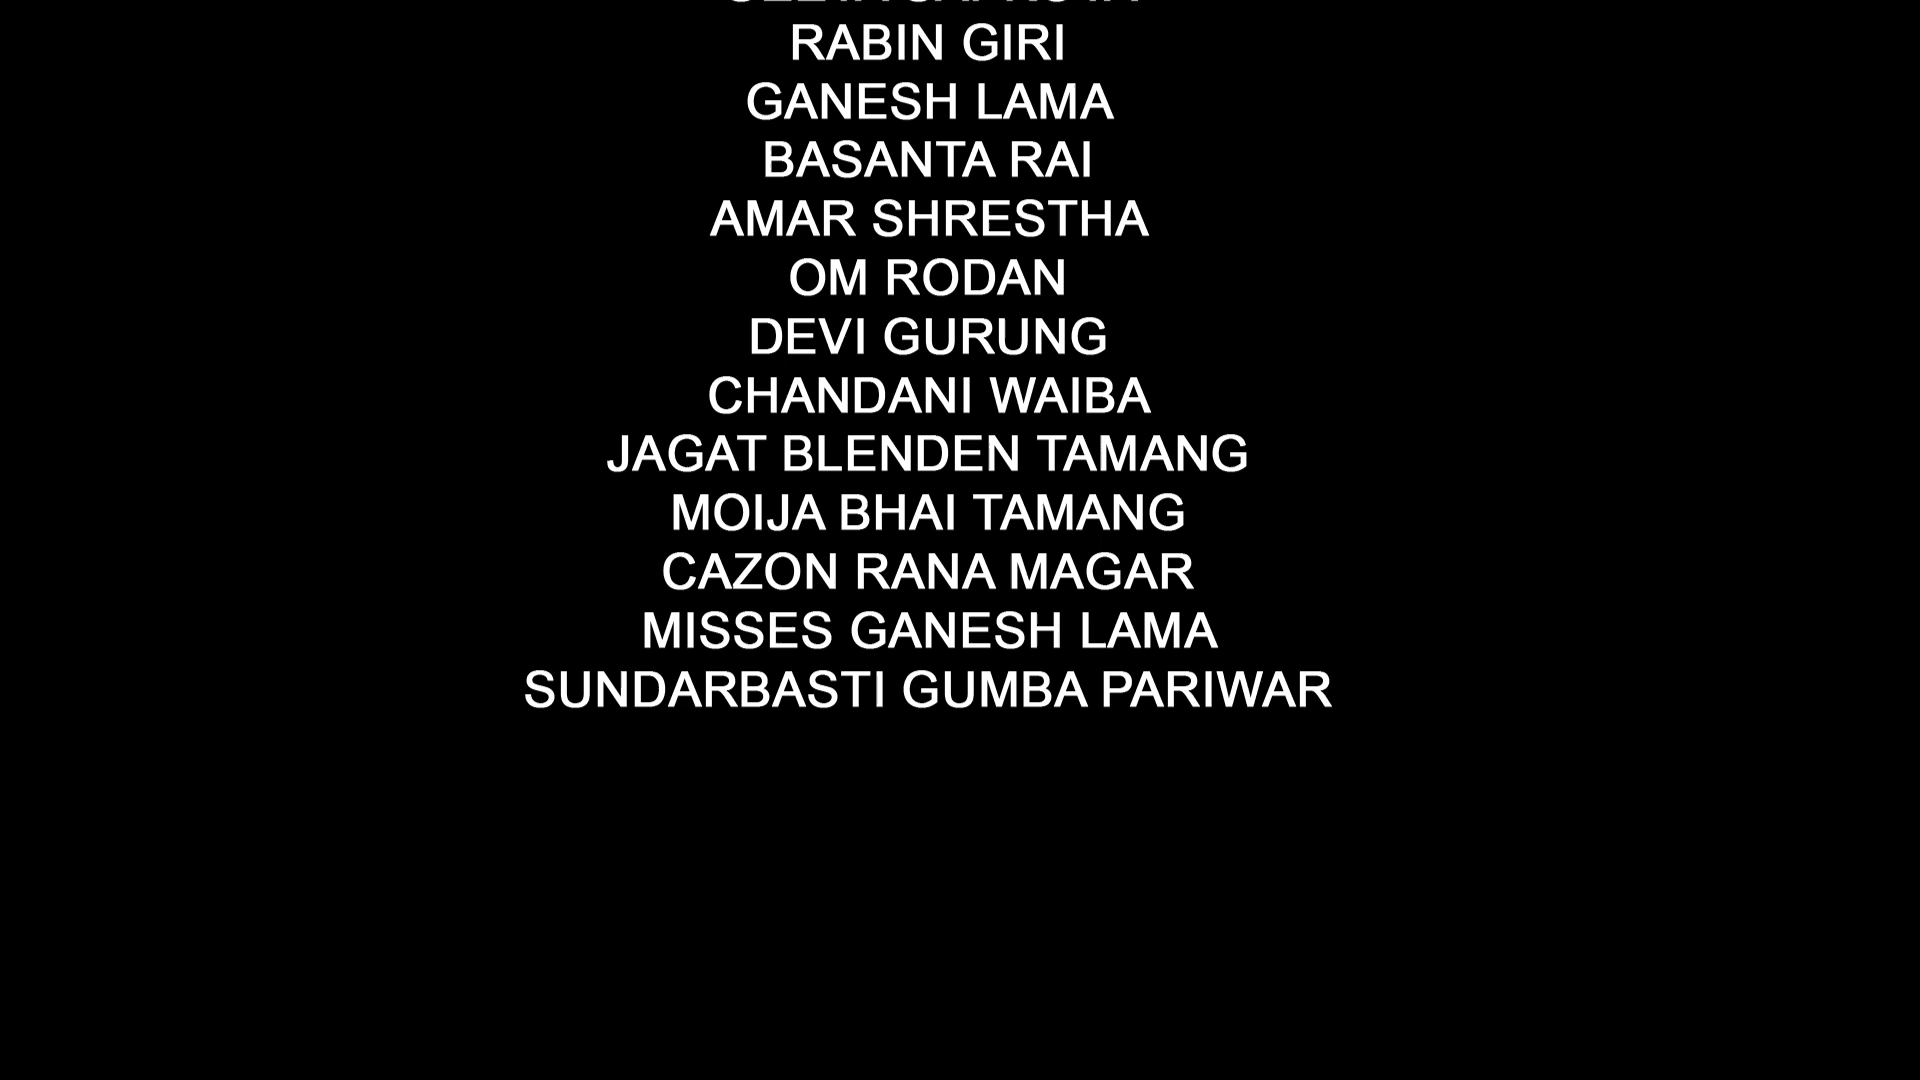 RABIN GIRI
GANESH LAMA
BASANTA RAI
AMAR SHRESTHA
OM RODAN
DEVI GURUNG
CHANDANI WAIBA
JAGAT BLENDEN TAMANG
MOIJA BHAI TAMANG
CAZON RANA MAGAR
MISSES GANESH LAMA
SUNDARBASTI GUMBA PARIWAR